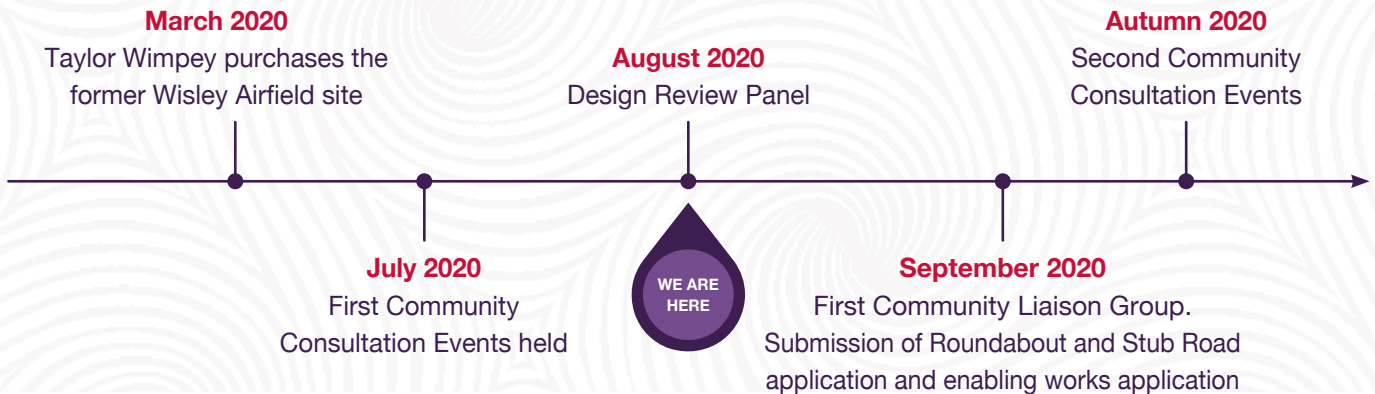 March 2020
Taylor Wimpey purchases the
former Wisley Airfield site
July 2020
First Community
Consultation Events held
August 2020
Design Review Panel
WE ARE
HERE
September 2020
First Community Liaison Group.
Submission of Roundabout and Stub Road
application and enabling works application
Autumn 2020
Second Community
Consultation Events